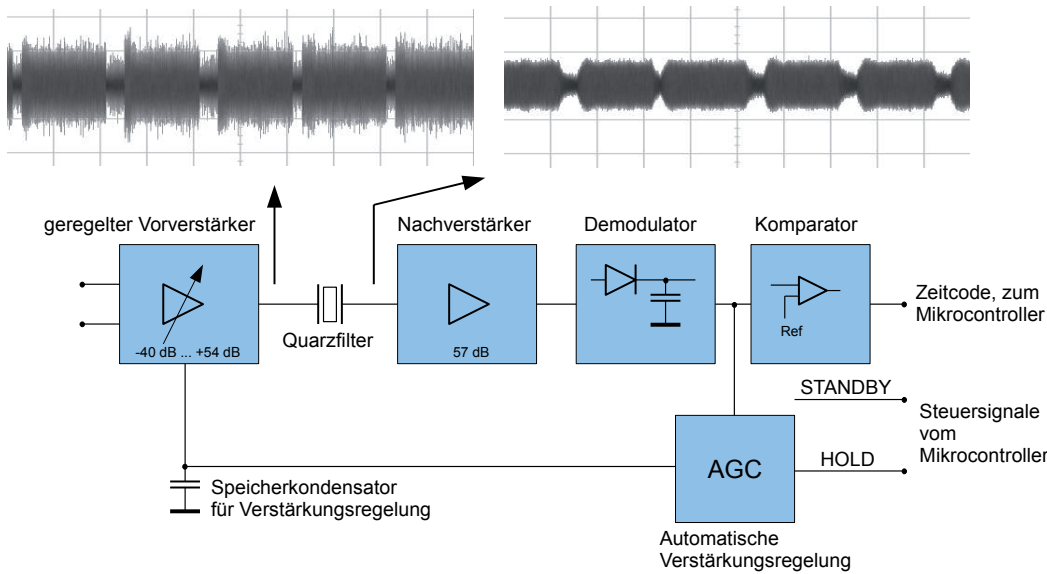 geregelter Vorverstärker
Nachverstärker
Demodulator
Komparator
-40 dB ... +54 dB
Quarzfilter
57 dB
Ref
Zeitcode, zum
Mikrocontroller
STANDBY
HOLD
Steuersignale
vom
Mikrocontroller
AGC
Speicherkondensator
für Verstärkungsregelung
Automatische
Verstärkungsregelung